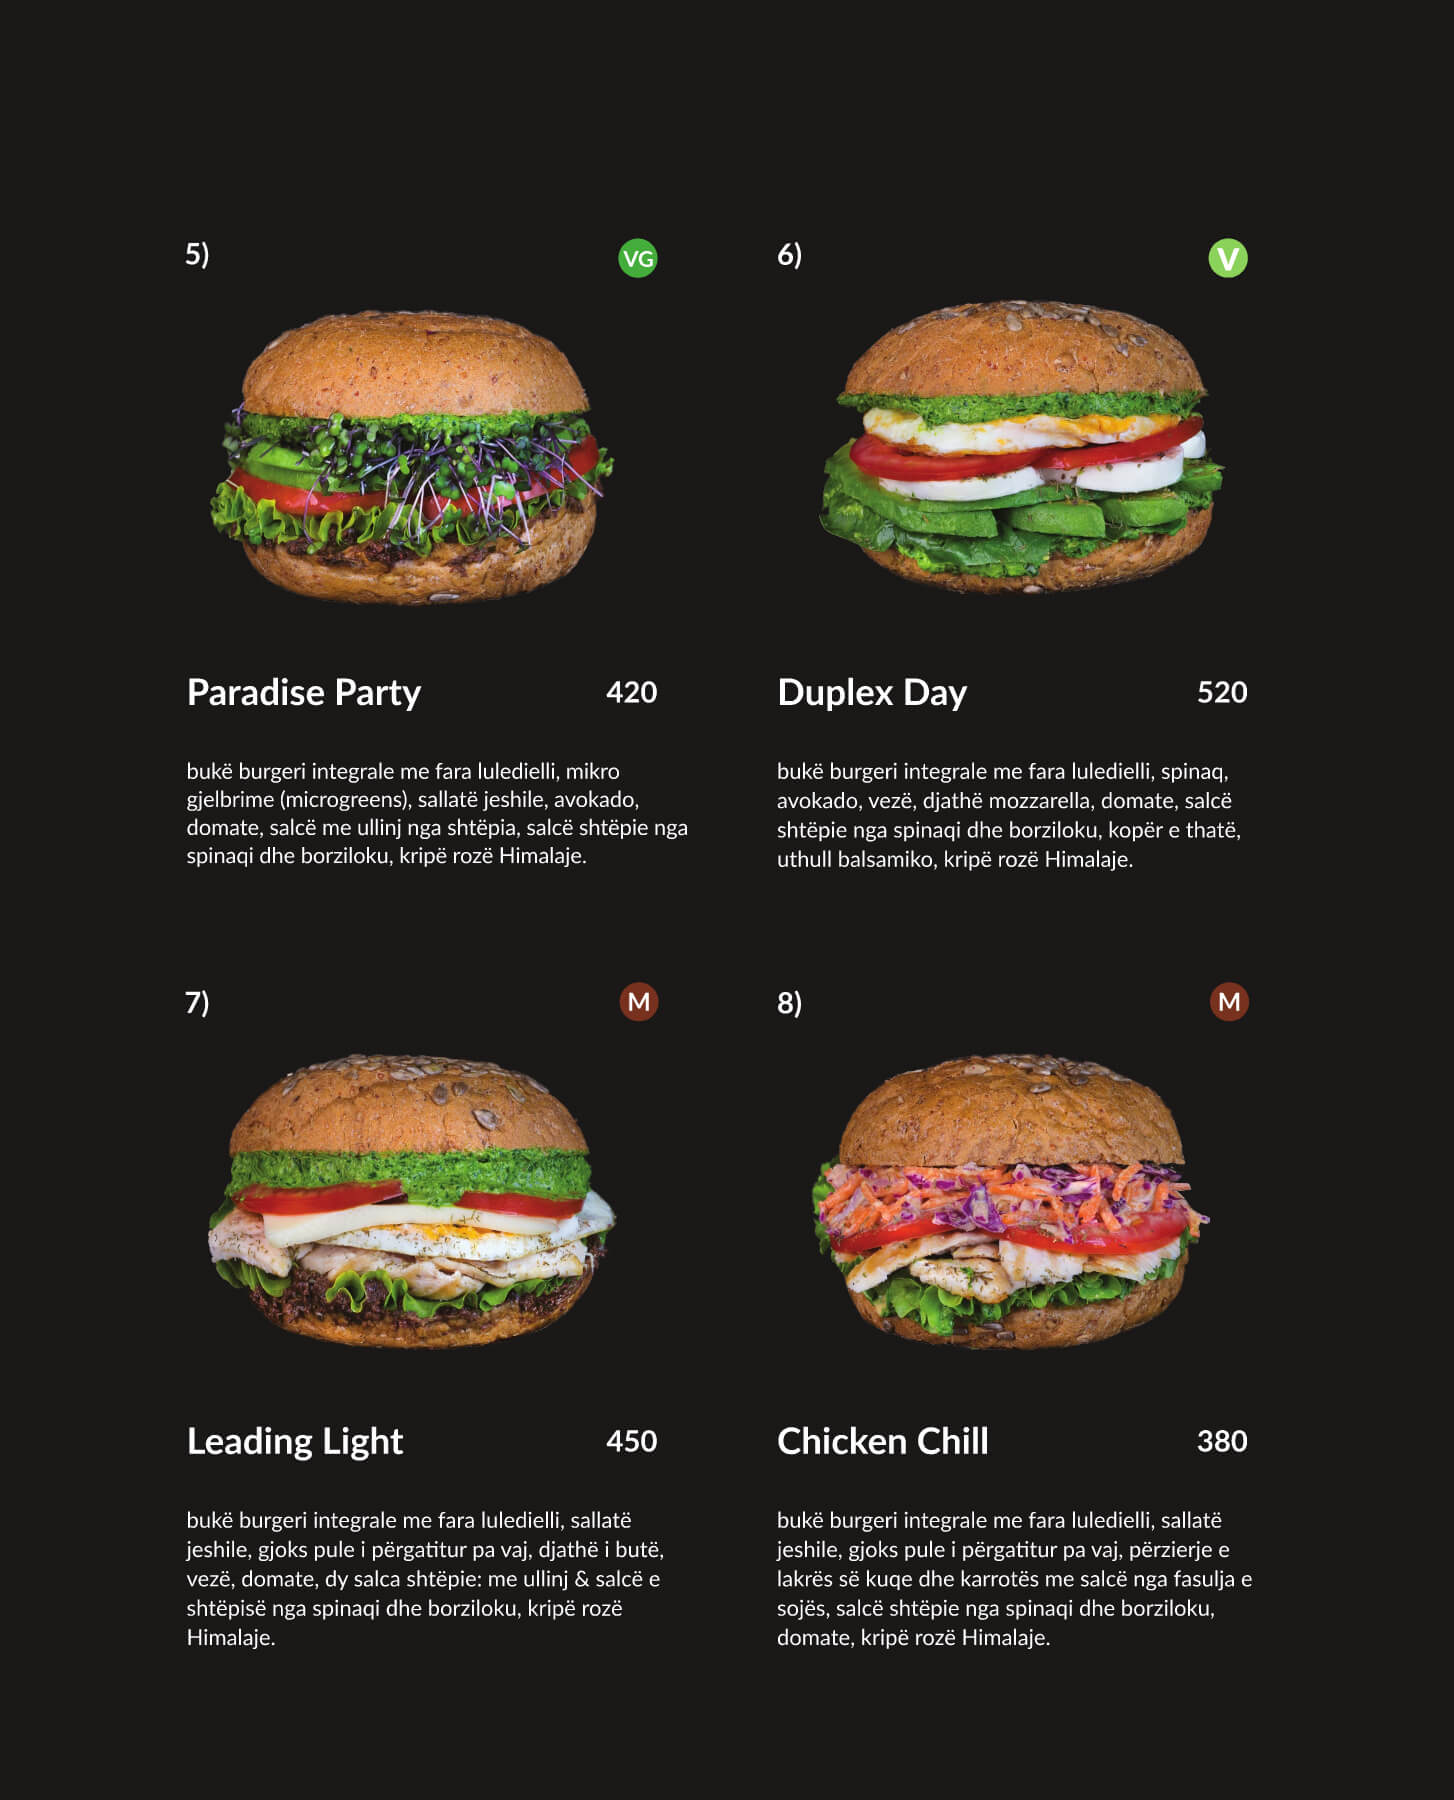 5)
VG
Paradise Party 420
bukë burgeri integrale me fara luledielli, mikro
gjelbrime (microgreens), sallatë jeshile, avokado,
domate, salcë me ullinj nga shtëpia, salcë shtëpie nga
spinaqi dhe borziloku, kripë rozë Himalaje.
6)
V
Duplex Day 520
bukë burgeri integrale me fara luledielli, spinaq,
avokado, vezë, djathë mozzarella, domate, salcë
shtëpie nga spinaqi dhe borziloku, kopër e thatë,
uthull balsamiko, kripë rozë Himalaje.
7)
M
Leading Light 450
bukë burgeri integrale me fara luledielli, sallatë
jeshile, gjoks pule i përgatitur pa vaj, djathë i butë,
vezë, domate, dy salca shtëpie: me ullinj & salcë e
shtëpisë nga spinaqi dhe borziloku, kripë rozë
Himalaje.
8)
M
Chicken Chill 380
bukë burgeri integrale me fara luledielli, sallatë
jeshile, gjoks pule i përgatitur pa vaj, përzierje e
lakrës së kuqe dhe karrotës me salcë nga fasulja e
sojës, salcë shtëpie nga spinaqi dhe borziloku,
domate, kripë rozë Himalaje.